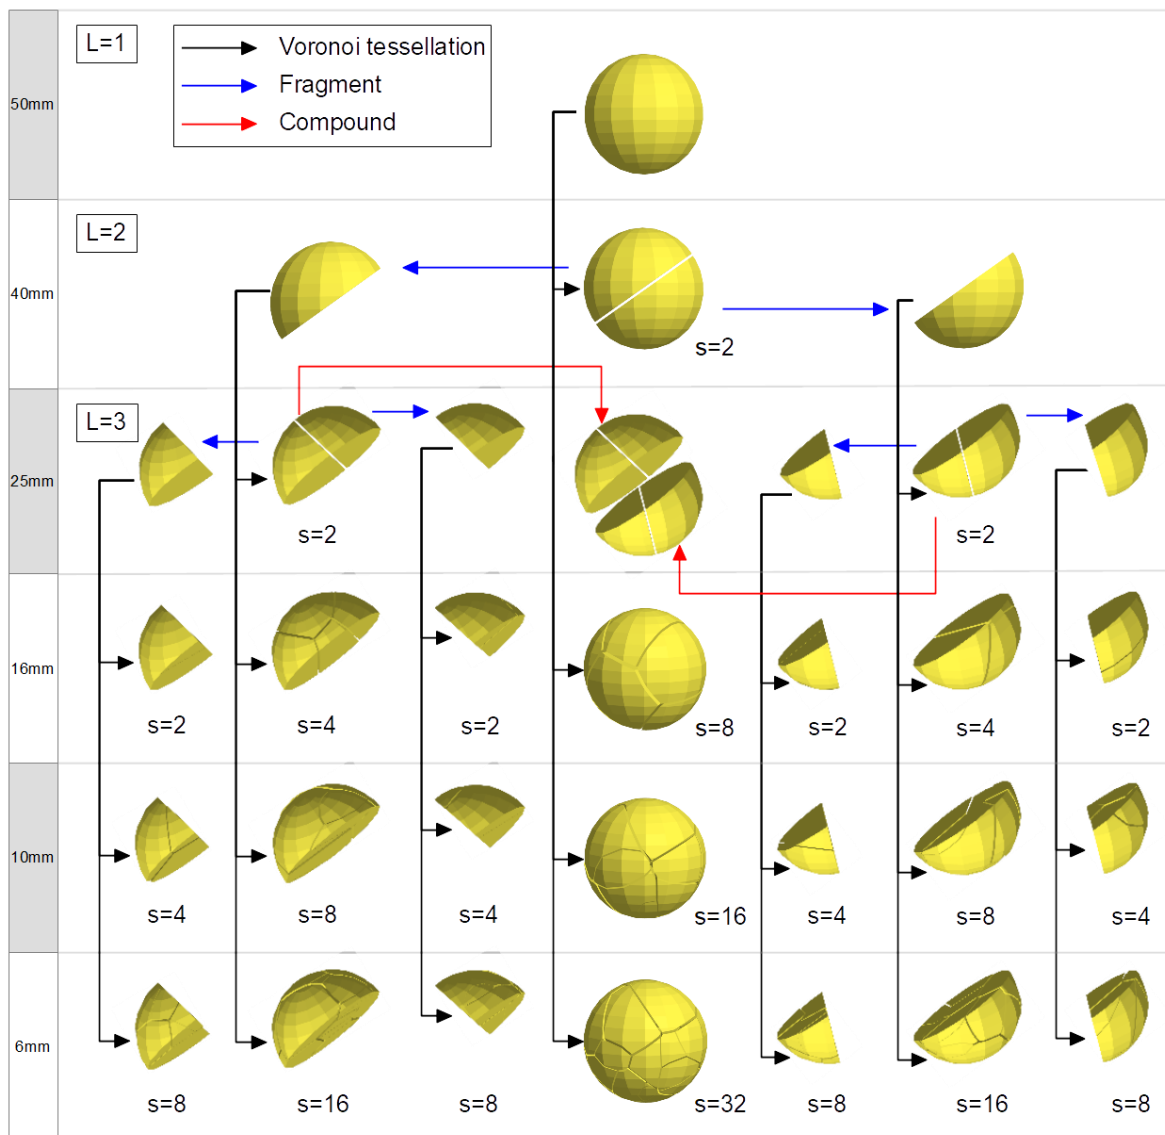 L=1
Voronoi tessellation
Fragment
Compound
50mm
L=2
40mm
s=2
L=3
25mm
s=2
s=2
16mm
s=2
s=4
s=2
s=8
s=2
s=4
s=2
10mm
s=4
s=8
s=4
s=16
s=4
s=8
s=4
6mm
s=8
s=16
s=8
s=32
s=8
s=16
s=8